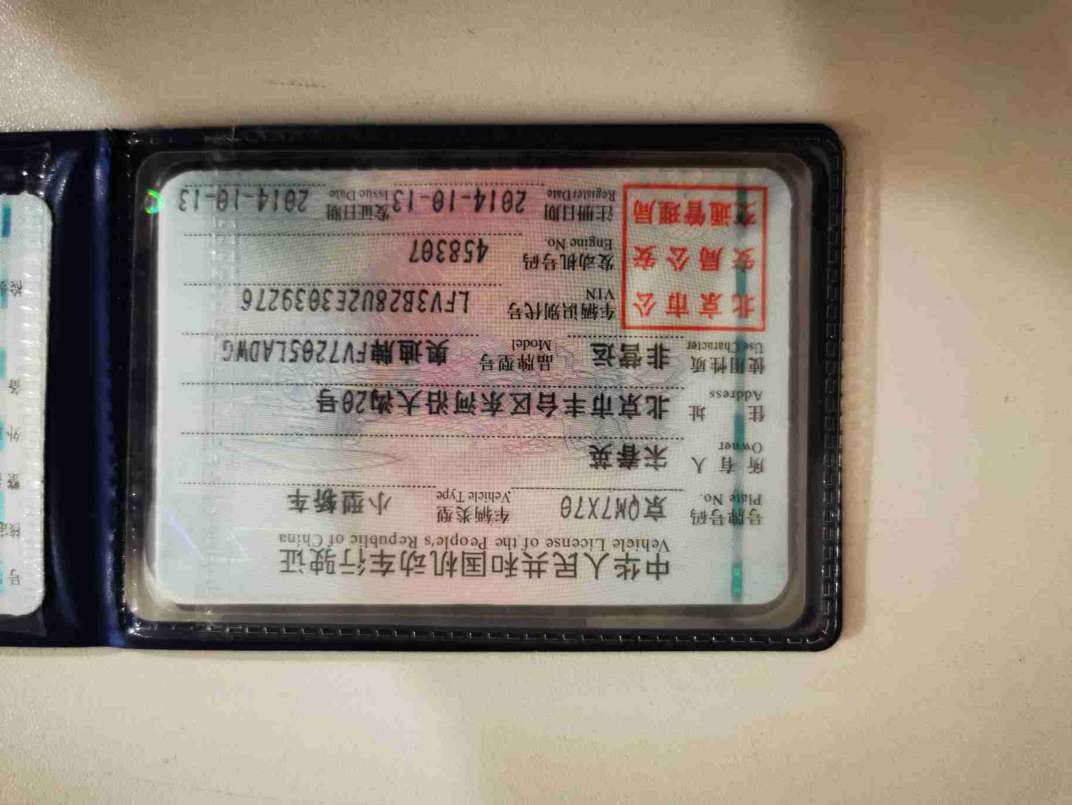 中华人民共和国机动车行驶证
Vehicle License of the People's Republic of China
号牌号码 Plate No. 京QM7X70 车辆类型 Vehicle Type 小型轿车
所有人 Owner 宋春英
住址 Address 北京市丰台区东河沿大沟20号
使用性质 Use Character 非营运 品牌型号 Model 奥迪牌FV7205LADWG
北京市公
安局公安
交通管理局
车辆识别代号 VIN LFV3B28U2E3039276
发动机号码 Engine No. 458307
注册日期 Register Date 2014-10-13 发证日期 Issue Date 2014-10-13
号